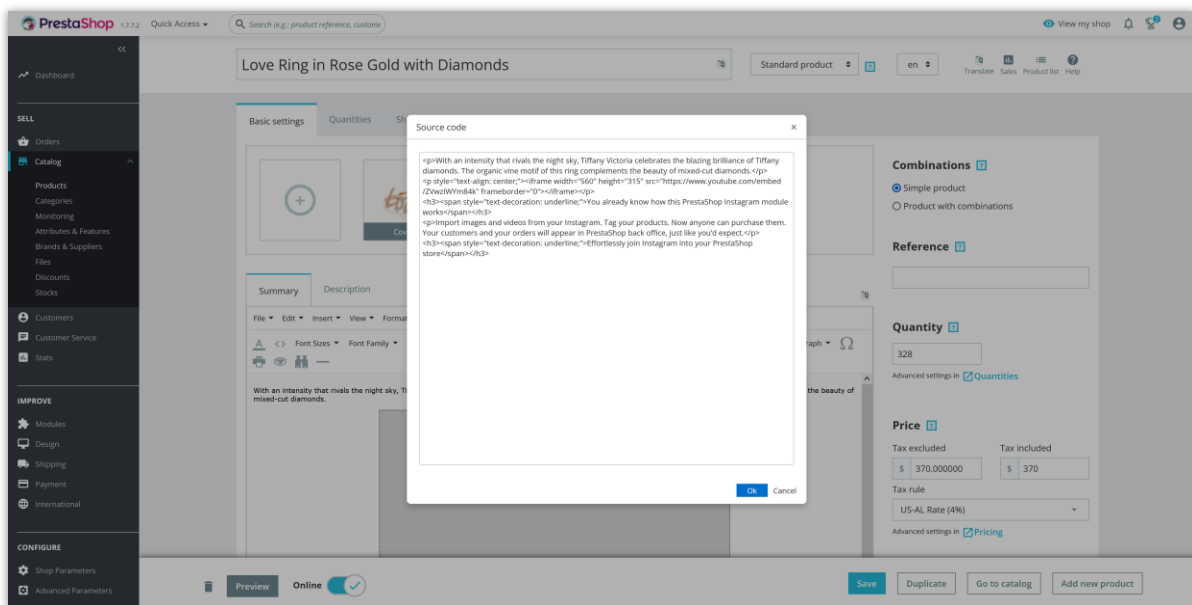 PrestaShop 1.7.7.2 Quick Access Search (e.g.: product reference, custome View my shop
Dashboard
Love Ring in Rose Gold with Diamonds Standard product en Translate Sales Product list Help
SELL
Orders
Catalog
Products
Categories
Monitoring
Attributes & Features
Brands & Suppliers
Files
Discounts
Stocks
Customers
Customer Service
Stats
IMPROVE
Modules
Design
Shipping
Payment
International
CONFIGURE
Shop Parameters
Advanced Parameters
Basic settings Quantities Sh
Cov
Summary Description
File Edit Insert View Forma
A <> Font Sizes Font Family raph Ω
With an intensity that rivals the night sky, Ti the beauty of
mixed-cut diamonds.
Source code ×
<p>With an intensity that rivals the night sky, Tiffany Victoria celebrates the blazing brilliance of Tiffany
diamonds. The organic vine motif of this ring complements the beauty of mixed-cut diamonds.</p>
<p style="text-align: center;"><iframe width="560" height="315" src="https://www.youtube.com/embed
/ZVwzIWYm84k" frameborder="0"></iframe></p>
<h3><span style="text-decoration: underline;">You already know how this PrestaShop Instagram module
works</span></h3>
<p>Import images and videos from your Instagram. Tag your products. Now anyone can purchase them.
Your customers and your orders will appear in PrestaShop back office, just like you'd expect.</p>
<h3><span style="text-decoration: underline;">Effortlessly join Instagram into your PrestaShop
store</span></h3>
Ok Cancel
Combinations ?
Simple product
Product with combinations
Reference ?
Quantity ?
328
Advanced settings in Quantities
Price ?
Tax excluded Tax included
$ 370.000000 $ 370
Tax rule
US-AL Rate (4%)
Advanced settings in Pricing
Preview Online Save Duplicate Go to catalog Add new product